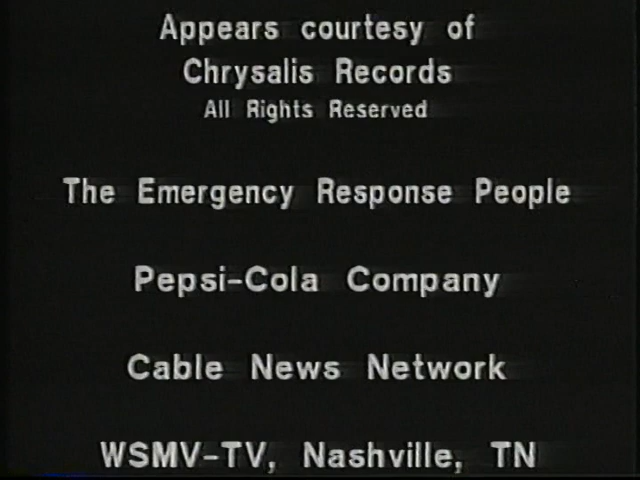 Appears courtesy of
Chrysalis Records
All Rights Reserved
The Emergency Response People
Pepsi-Cola Company
Cable News Network
WSMV-TV, Nashville, TN